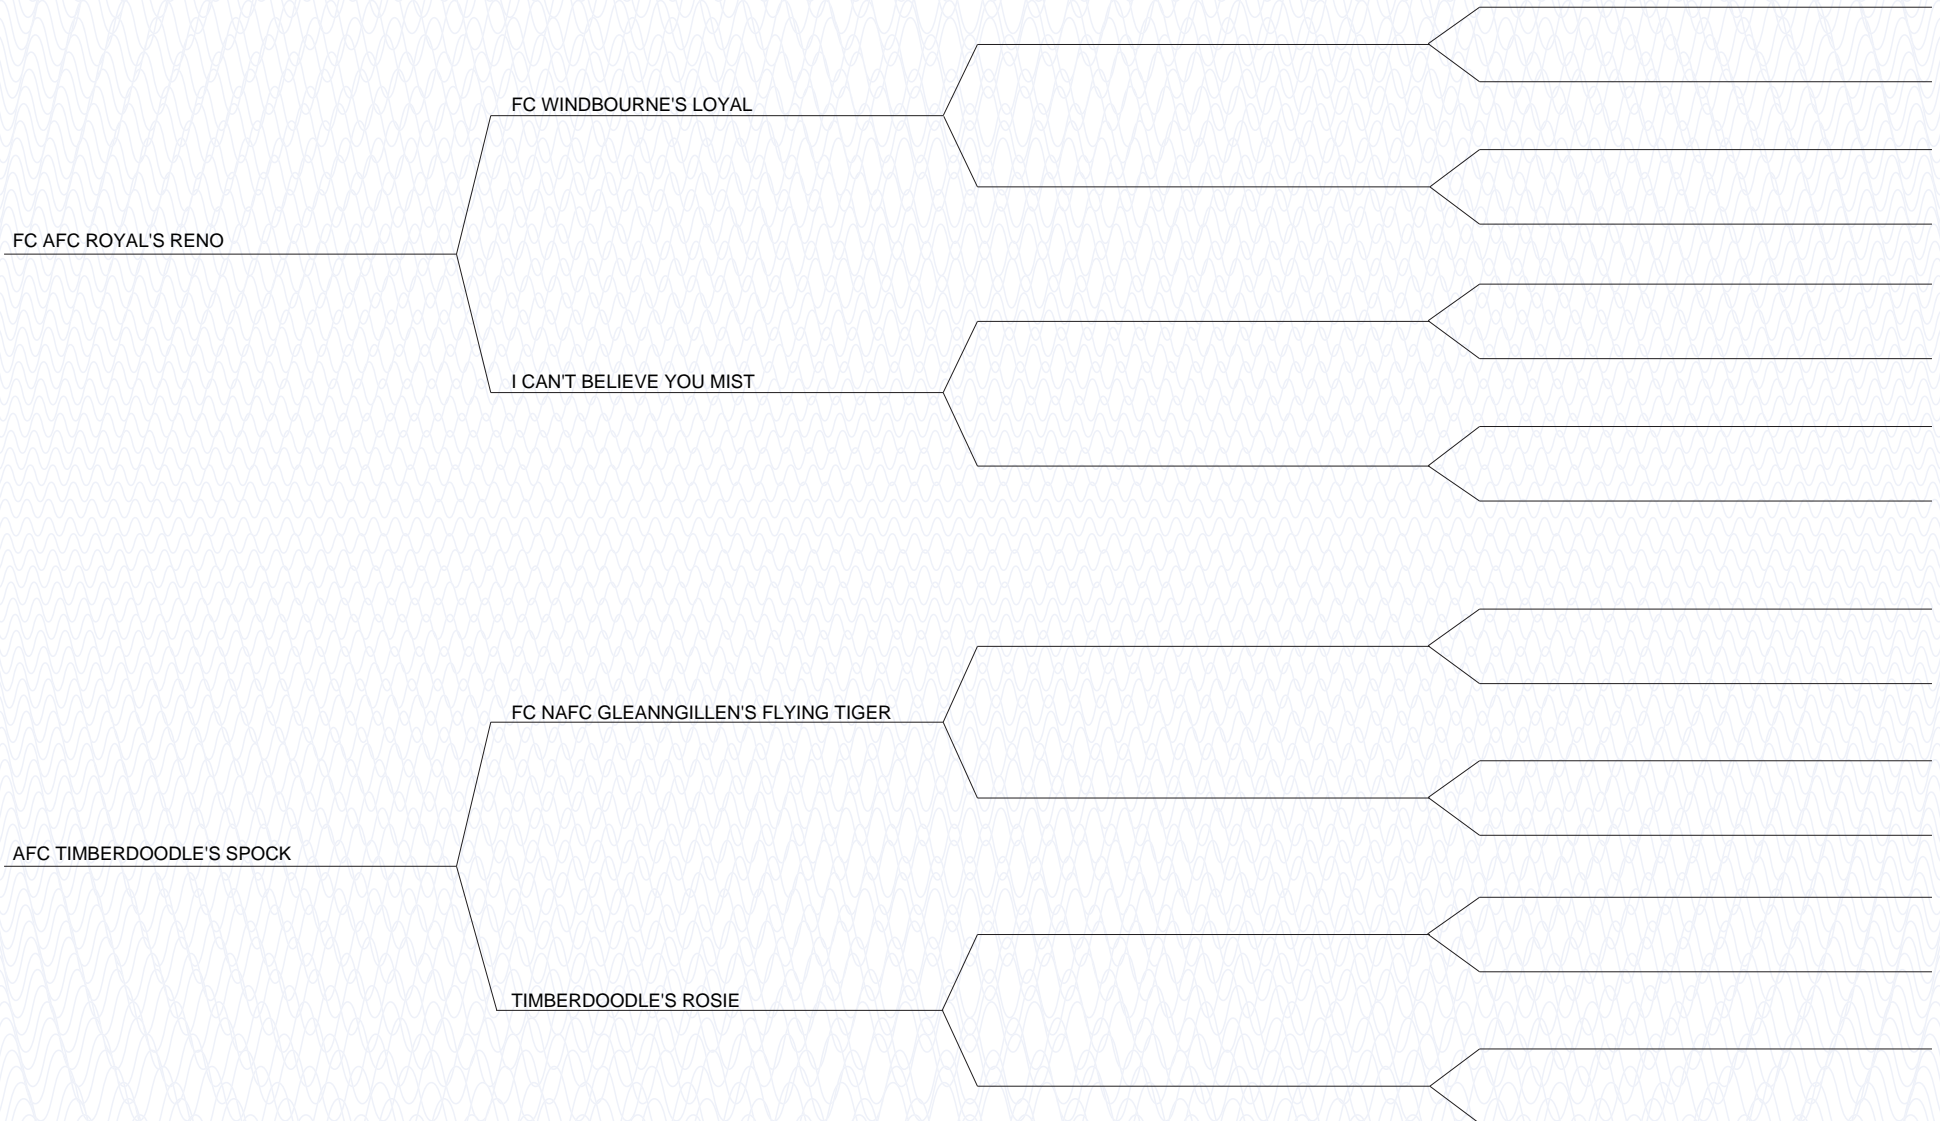 FC WINDBOURNE'S LOYAL
FC AFC ROYAL'S RENO
I CAN'T BELIEVE YOU MIST
FC NAFC GLEANNGILLEN'S FLYING TIGER
AFC TIMBERDOODLE'S SPOCK
TIMBERDOODLE'S ROSIE